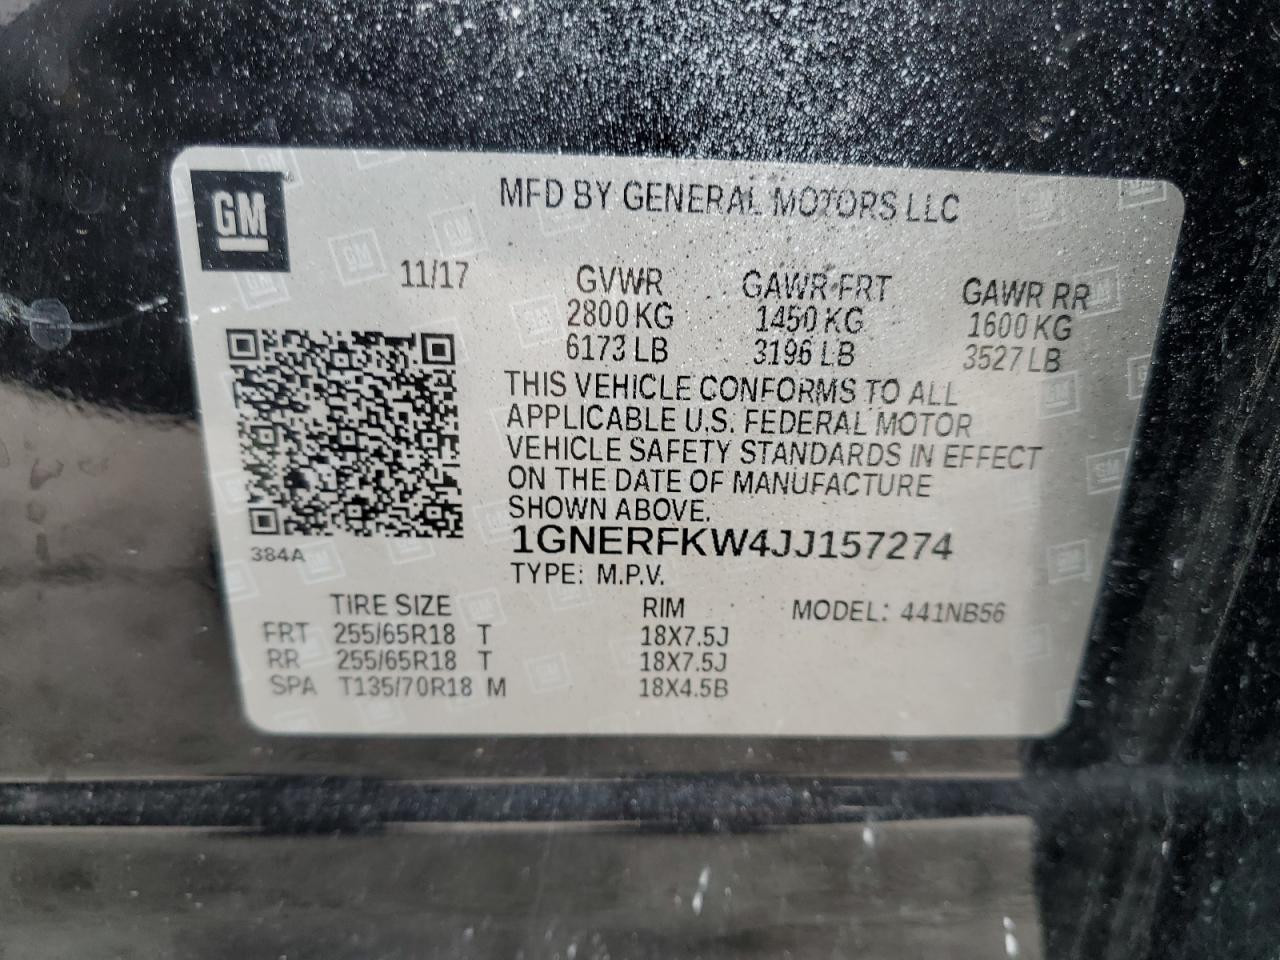 GM
MFD BY GENERAL MOTORS LLC
11/17 GVWR GAWR FRT GAWR RR
2800 KG 1450 KG 1600 KG
6173 LB 3196 LB 3527 LB
THIS VEHICLE CONFORMS TO ALL
APPLICABLE U.S. FEDERAL MOTOR
VEHICLE SAFETY STANDARDS IN EFFECT
ON THE DATE OF MANUFACTURE
SHOWN ABOVE.
384A
1GNERFKW4JJ157274
TYPE: M.P.V.
TIRE SIZE RIM MODEL: 441NB56
FRT 255/65R18 T 18X7.5J
RR 255/65R18 T 18X7.5J
SPA T135/70R18 M 18X4.5B